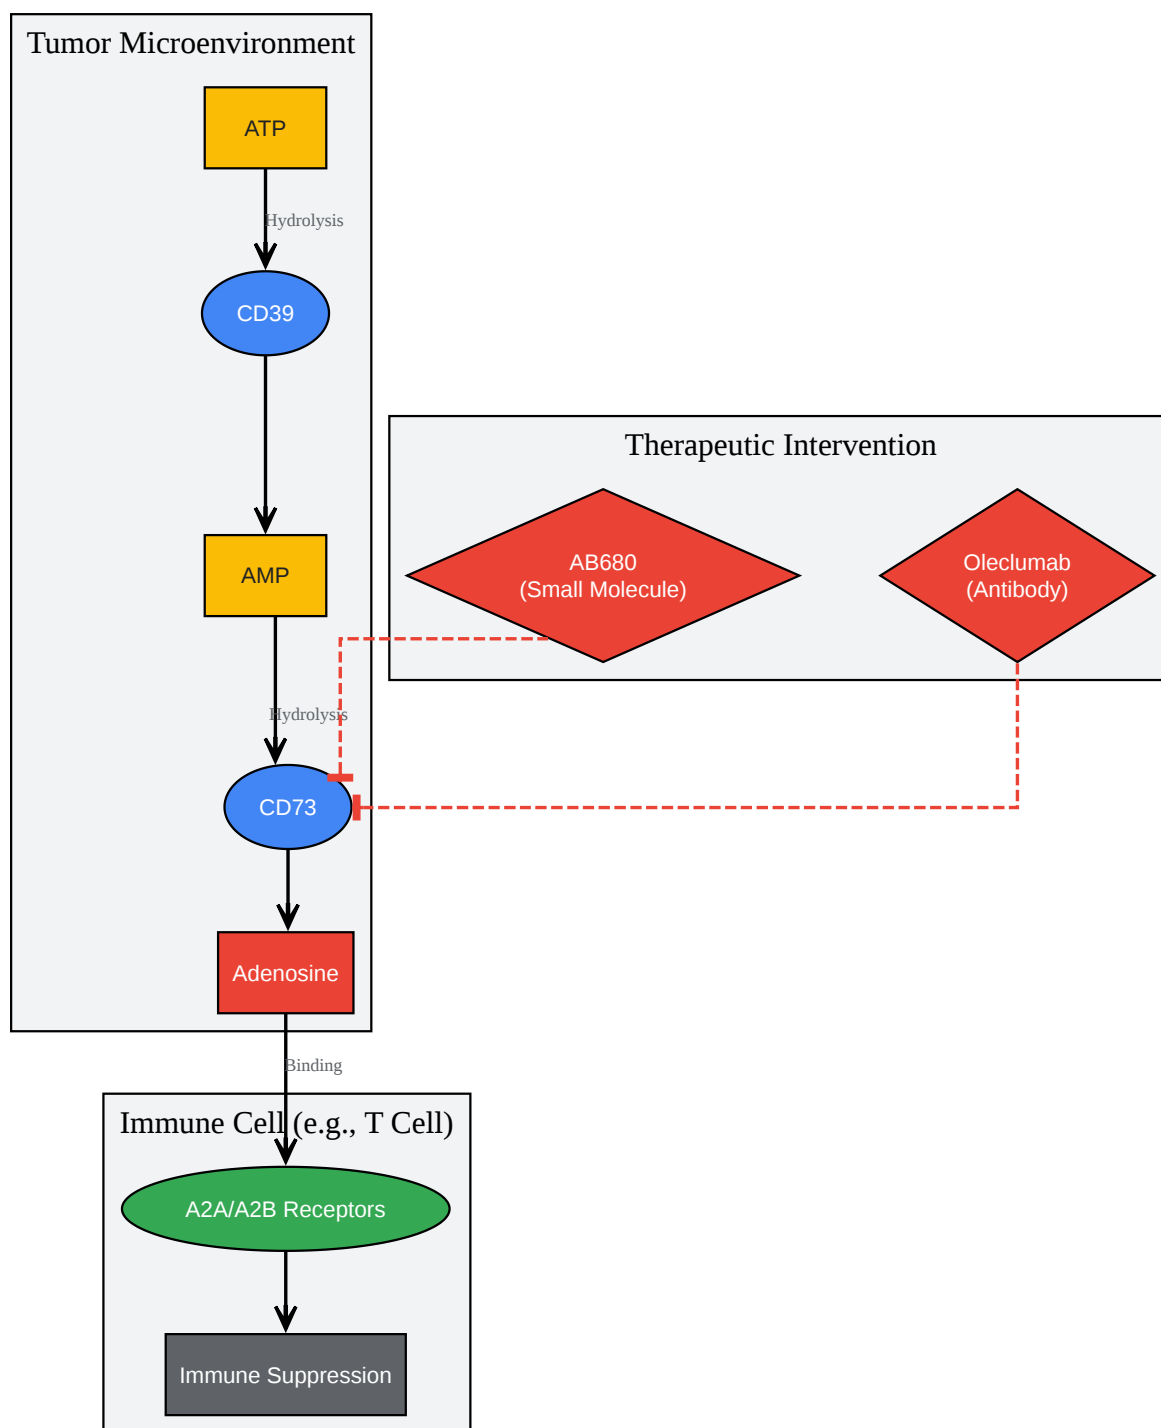 Tumor Microenvironment
ATP
Hydrolysis
CD39
Therapeutic Intervention
AMP
AB680
(Small Molecule)
Oleclumab
(Antibody)
Hydrolysis
CD73
Adenosine
Binding
Immune Cell (e.g., T Cell)
A2A/A2B Receptors
Immune Suppression